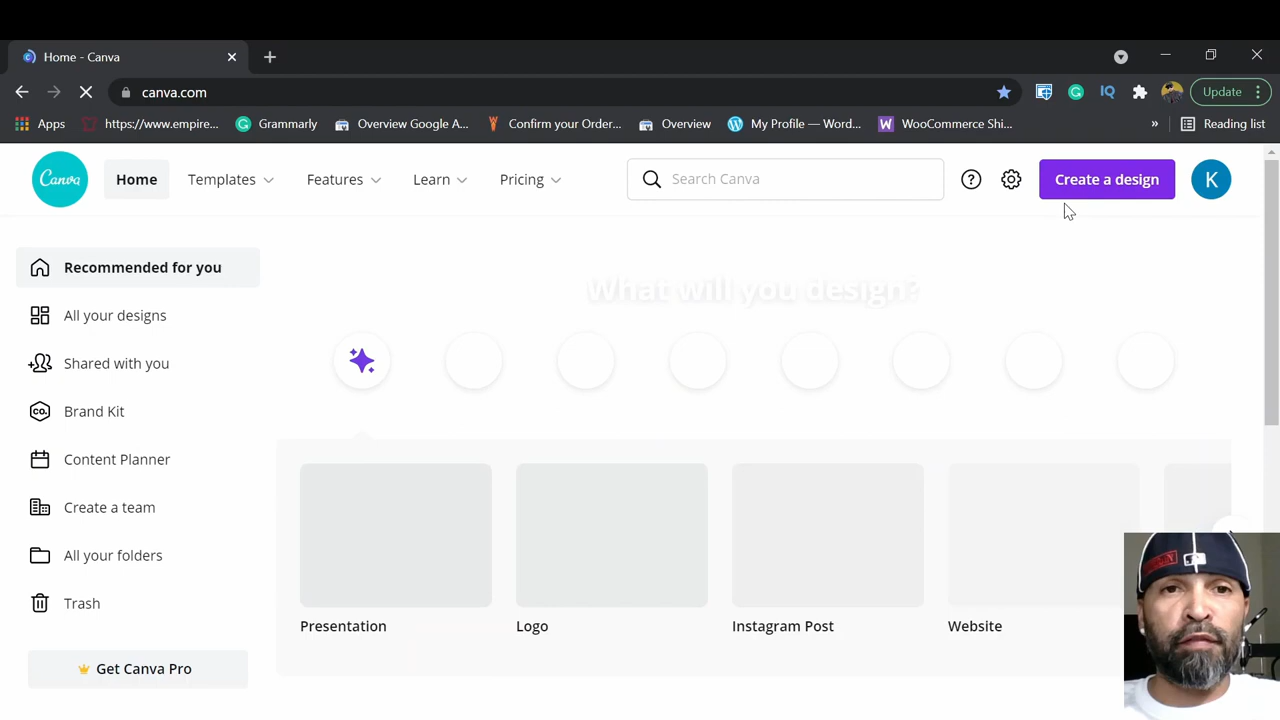 Home - Canva
canva.com
Update
Apps
https://www.empire...
Grammarly
Overview Google A...
Confirm your Order...
Overview
My Profile — Word...
WooCommerce Shi...
»
Reading list
Canva
Home
Templates
Features
Learn
Pricing
Search Canva
Create a design
K
Recommended for you
What will you design?
All your designs
Shared with you
CO.
Brand Kit
Content Planner
Create a team
All your folders
Trash
Presentation
Logo
Instagram Post
Website
Get Canva Pro